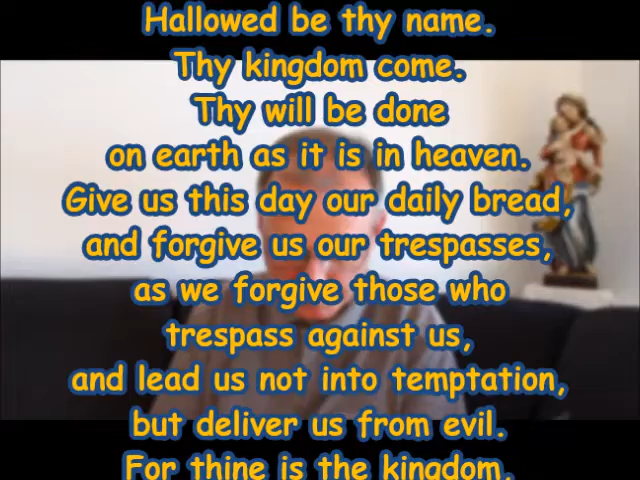 Hallowed be thy name.
Thy kingdom come.
Thy will be done
on earth as it is in heaven.
Give us this day our daily bread,
and forgive us our trespasses,
as we forgive those who
trespass against us,
and lead us not into temptation,
but deliver us from evil.
For thine is the kingdom,